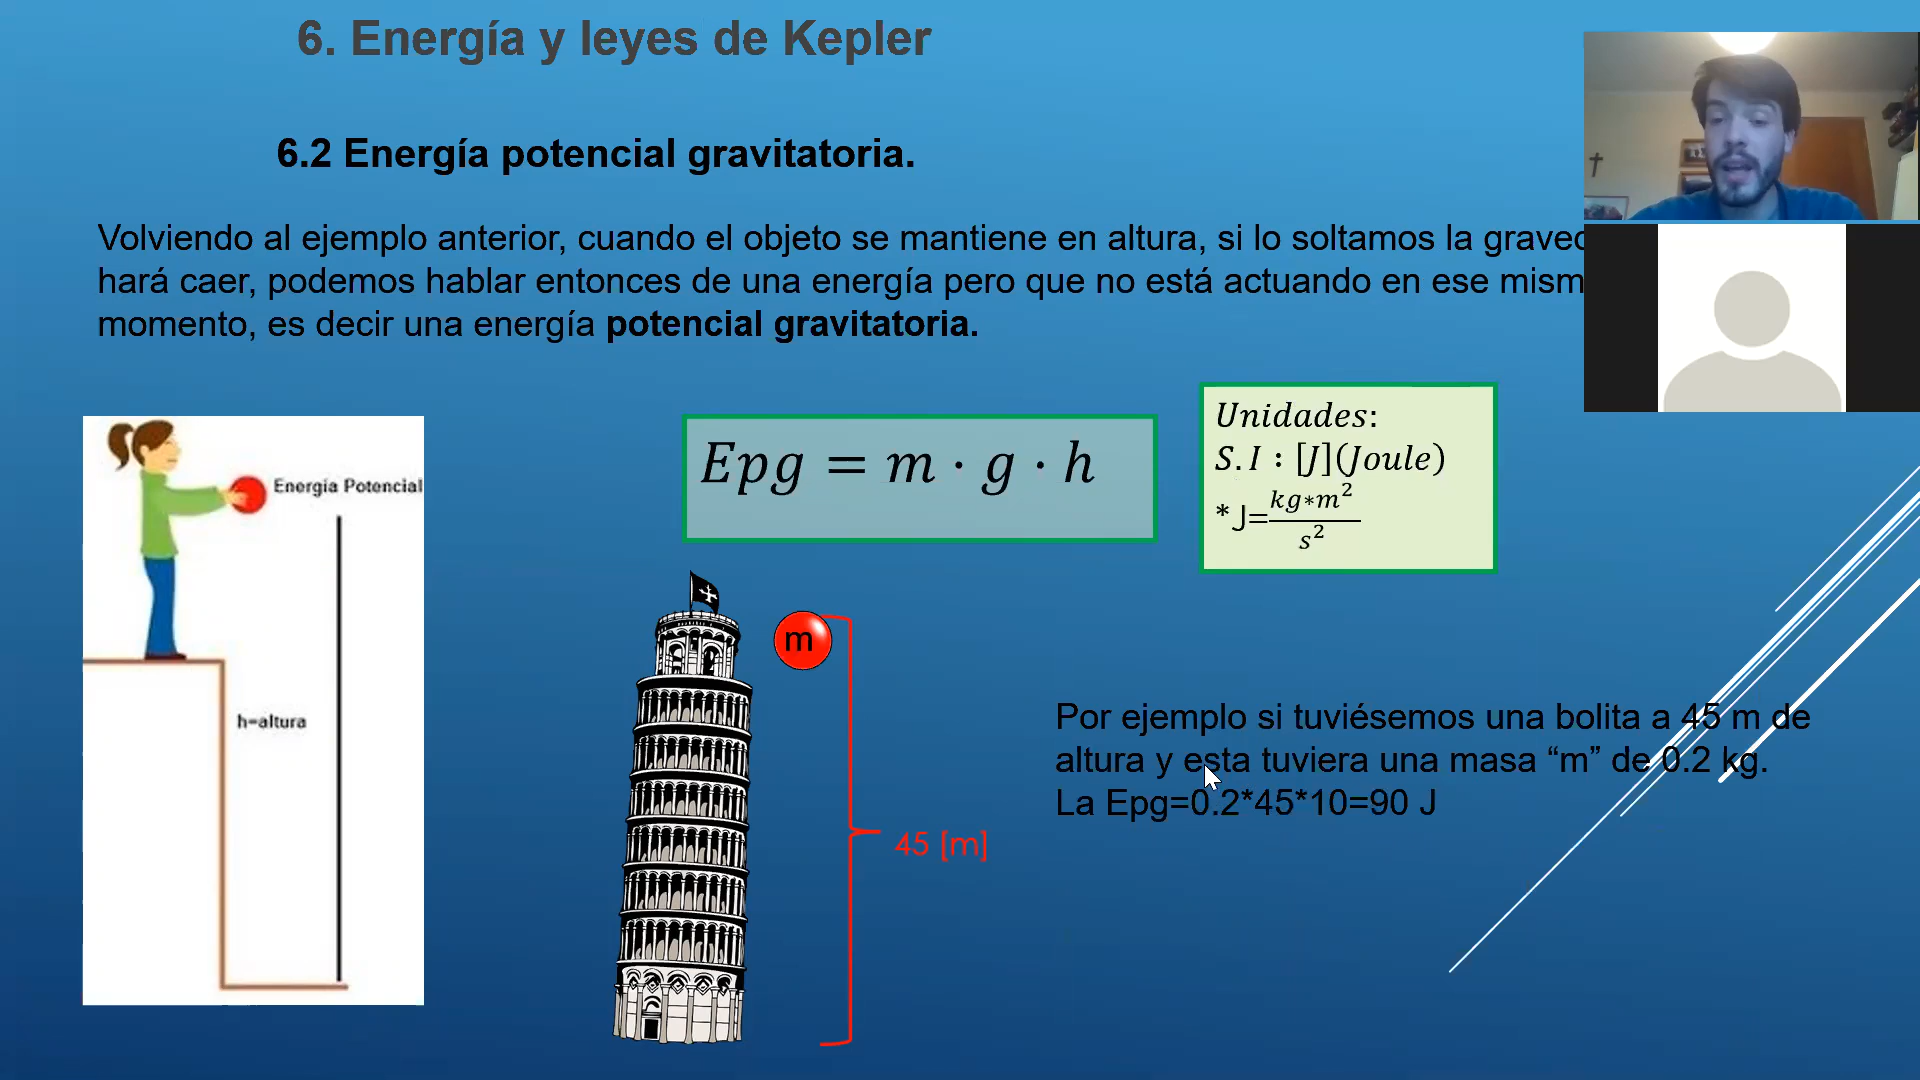 6. Energía y leyes de Kepler
6.2 Energía potencial gravitatoria.
Volviendo al ejemplo anterior, cuando el objeto se mantiene en altura, si lo soltamos la
hará caer, podemos hablar entonces de una energía pero que no está actuando en ese
momento, es decir una energía potencial gravitatoria.
Energía Potencial
h=altura
Epg = m · g · h
Unidades:
S.I : [J](Joule)
*J=\frac{kg*m^2}{s^2}
m
45 [m]
Por ejemplo si tuviésemos una bolita a 45 m de
altura y esta tuviera una masa “m” de 0.2 kg.
La Epg=0.2*45*10=90 J